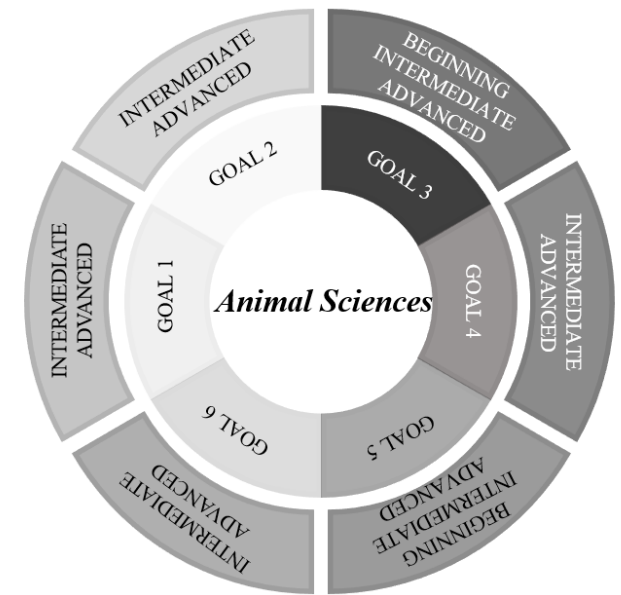 INTERMEDIATE
ADVANCED
BEGINNING
INTERMEDIATE
ADVANCED
GOAL 2
GOAL 3
INTERMEDIATE
ADVANCED
GOAL 1
Animal Sciences
GOAL 4
INTERMEDIATE
ADVANCED
GOAL 6
GOAL 5
INTERMEDIATE
ADVANCED
BEGINNING
INTERMEDIATE
ADVANCED